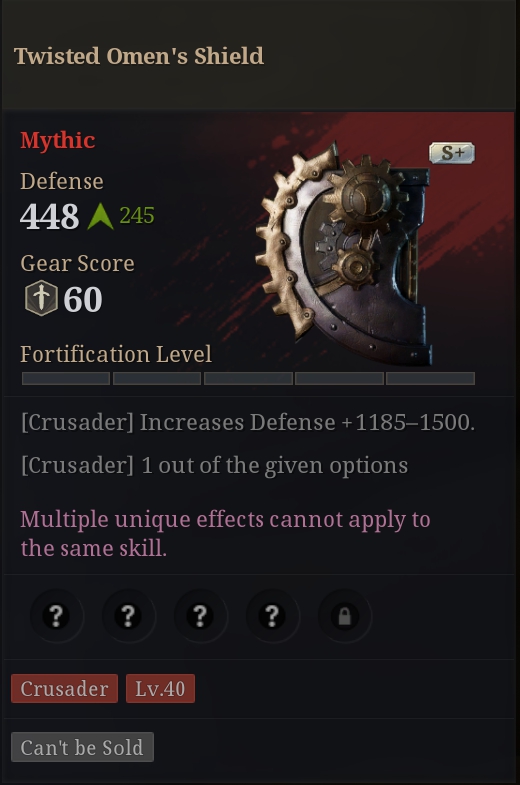 Twisted Omen's Shield
Mythic
S+
Defense
448 245
Gear Score
60
Fortification Level
[Crusader] Increases Defense +1185–1500.
[Crusader] 1 out of the given options
Multiple unique effects cannot apply to
the same skill.
? ? ? ?
Crusader Lv.40
Can't be Sold